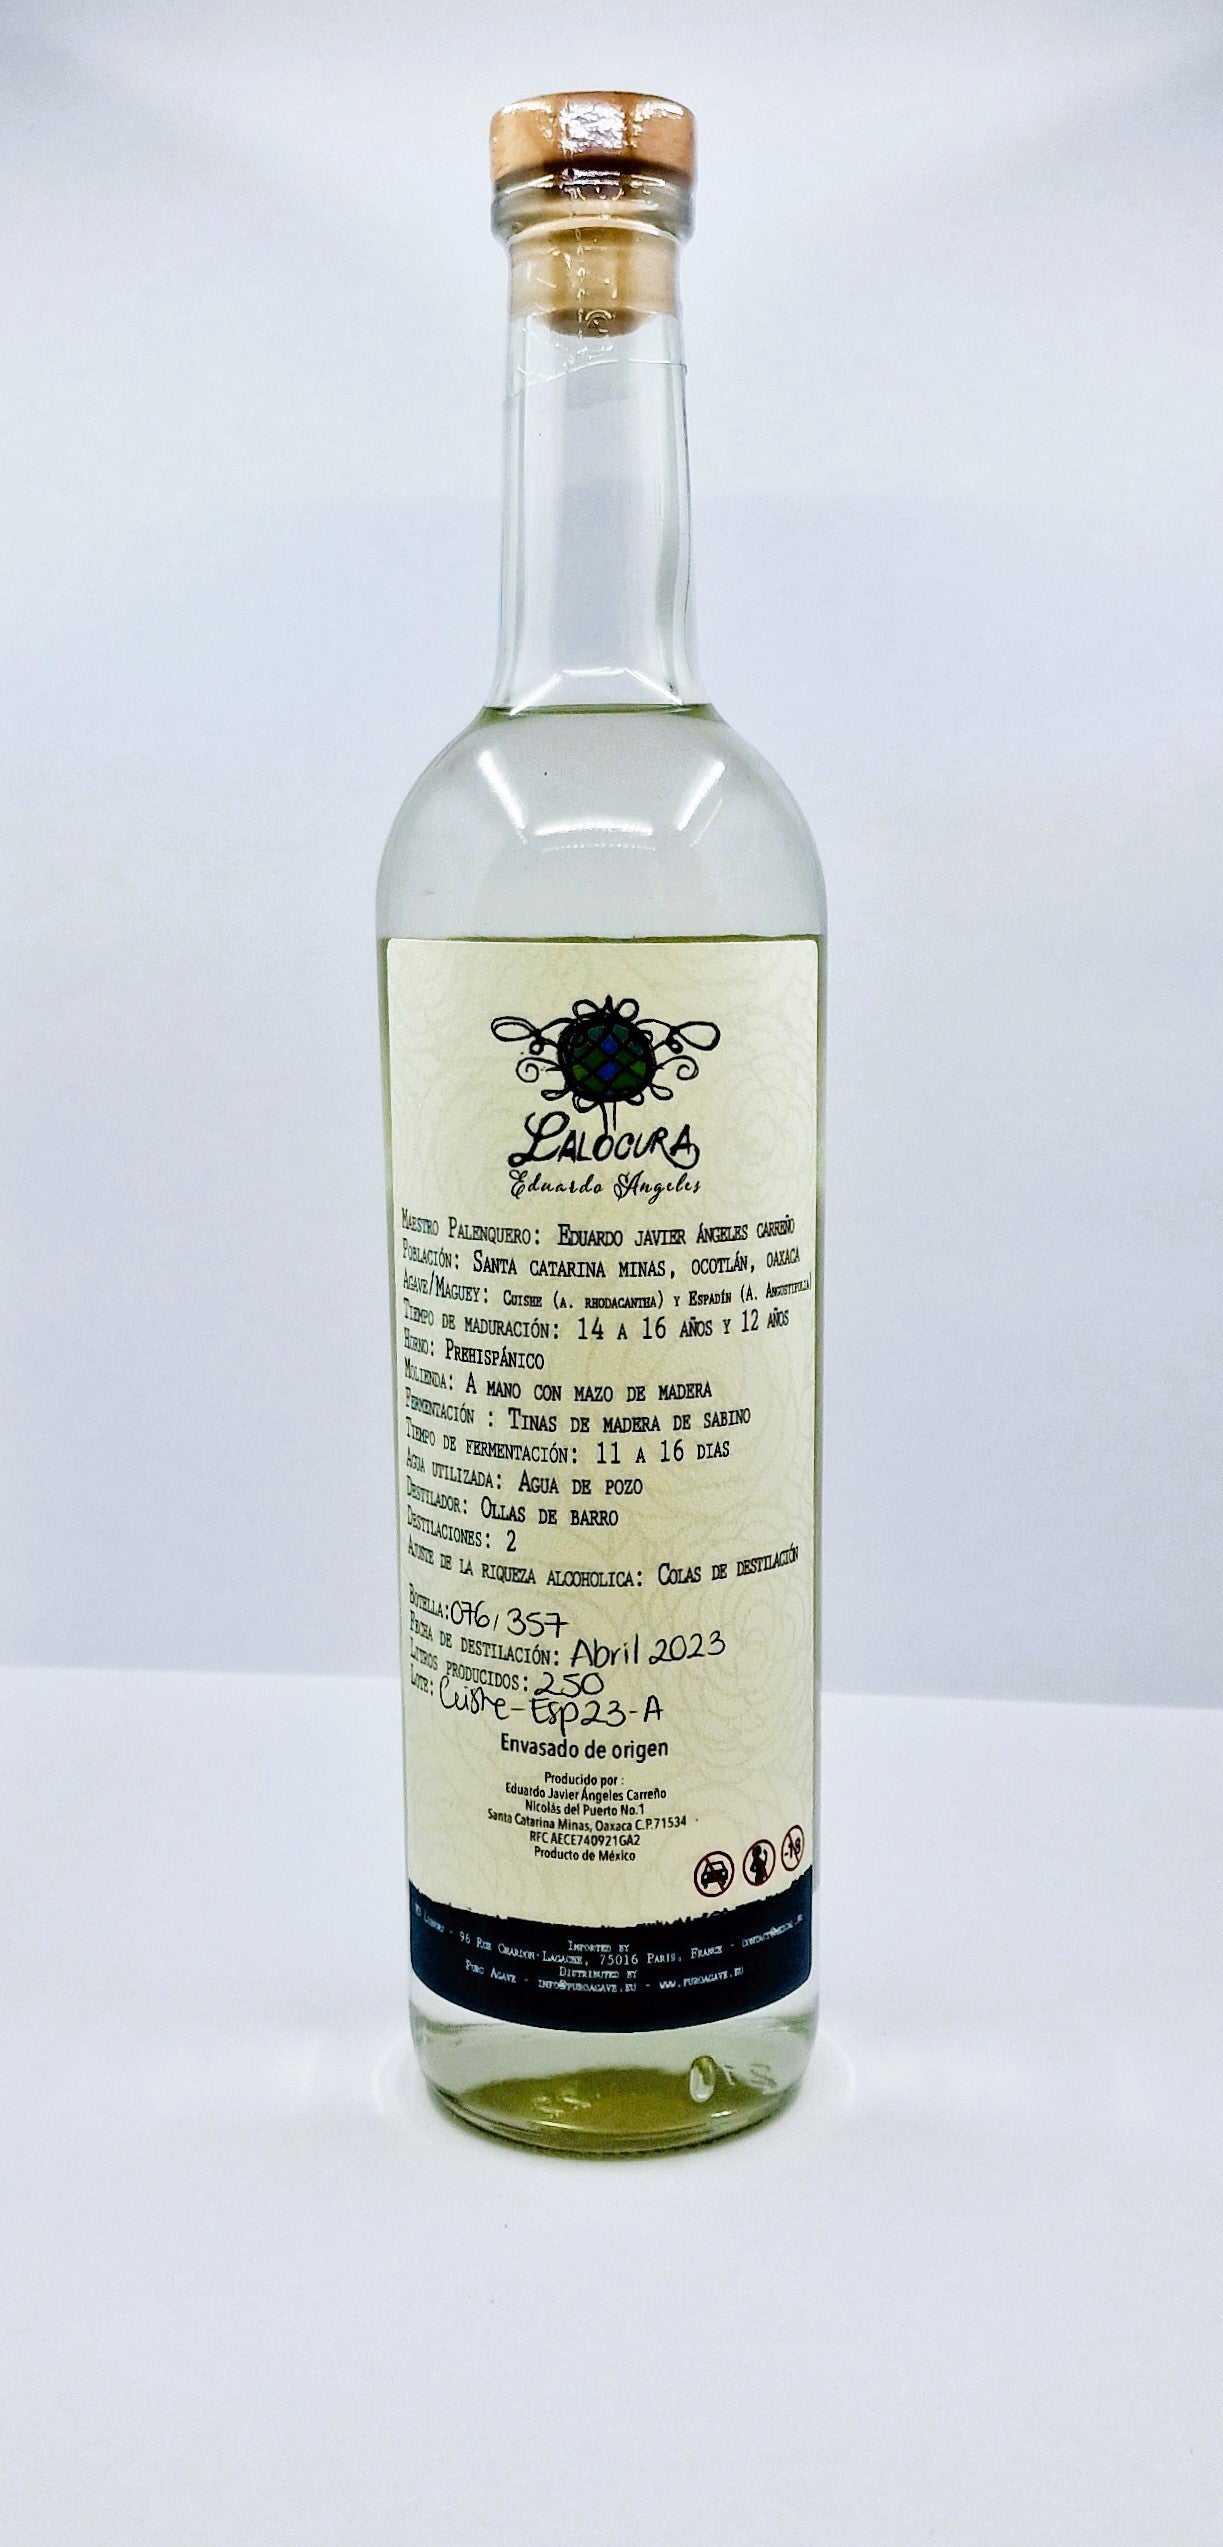 LALOCURA
Eduardo Angeles
Maestro Palenquero: Eduardo javier Ángeles carreño
Población: Santa catarina minas, ocotlán, oaxaca
Agave/Maguey: Cuishe (a. rhodacantha) y Espadín (A. Angustifolia)
Tiempo de maduración: 14 a 16 años y 12 años
Horno: Prehispánico
Molienda: A mano con mazo de madera
Fermentación : Tinas de madera de sabino
Tiempo de fermentación: 11 a 16 dias
Agua utilizada: Agua de pozo
Destilador: Ollas de barro
Destilaciones: 2
Ajuste de la riqueza alcoholica: Colas de destilación
Botella: 076/357
Fecha de destilación: Abril 2023
Litros producidos: 250
Lote: Cuishe-Esp23-A
Envasado de origen
Producido por :
Eduardo Javier Ángeles Carreño
Nicolás del Puerto No.1
Santa Catarina Minas, Oaxaca C.P.71534
RFC AECE740921GA2
Producto de México
-18
Imported by
96 Rue Chardon-Lagache, 75016 Paris, France -
Distributed by
Puro Agave - info@puroagave.eu - www.puroagave.eu